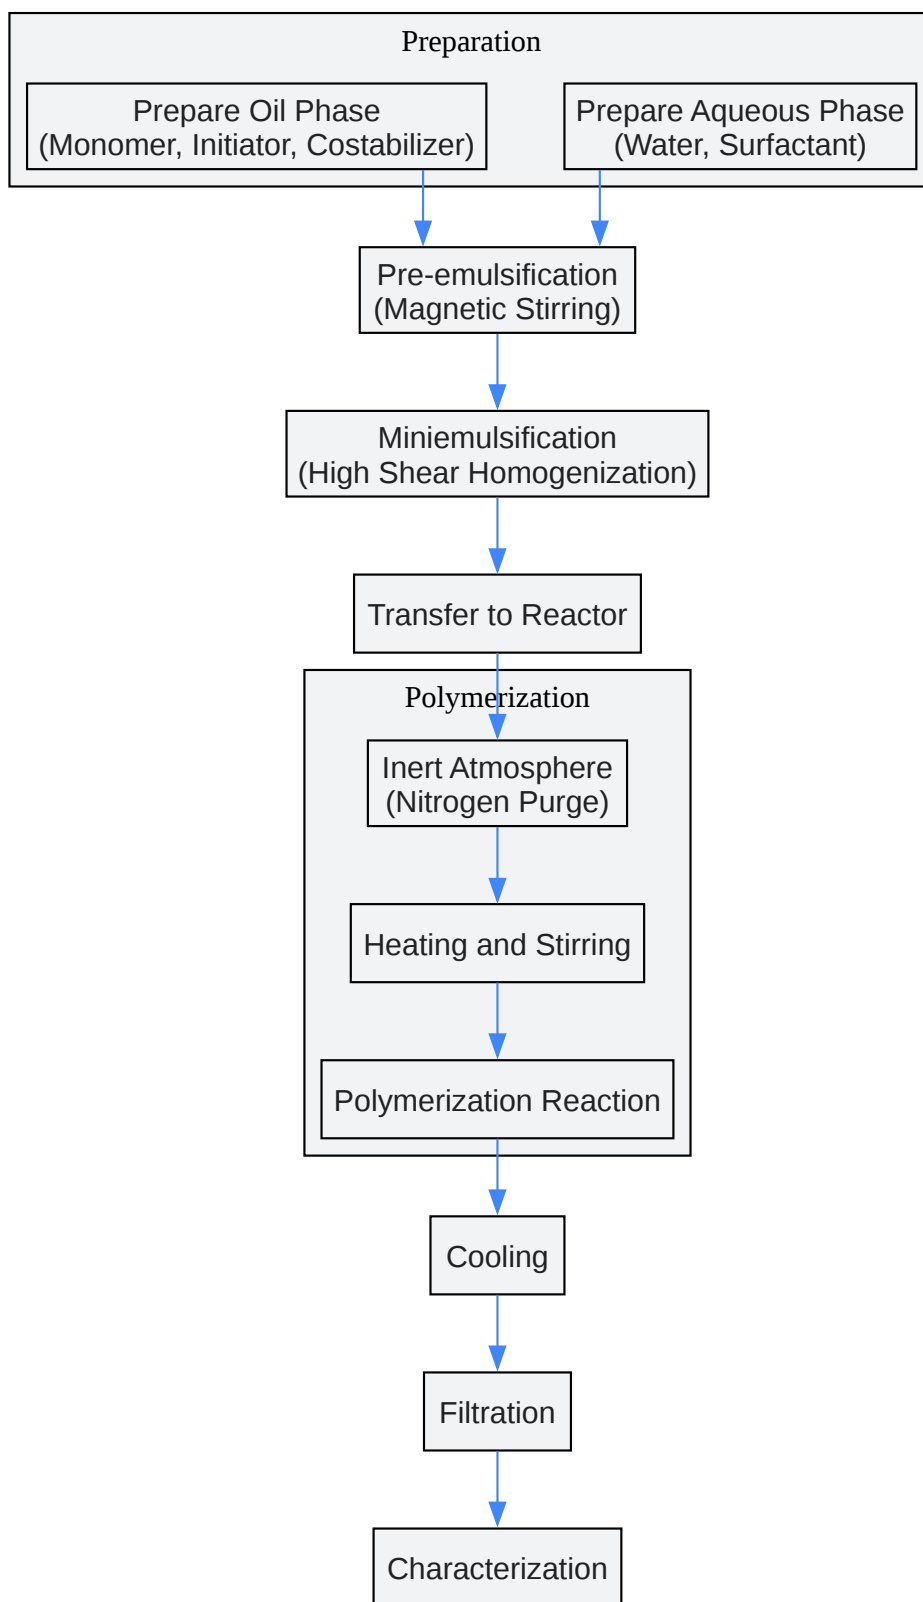 Preparation
Prepare Oil Phase
(Monomer, Initiator, Costabilizer)
Prepare Aqueous Phase
(Water, Surfactant)
Pre-emulsification
(Magnetic Stirring)
Miniemulsification
(High Shear Homogenization)
Transfer to Reactor
Polymerization
Inert Atmosphere
(Nitrogen Purge)
Heating and Stirring
Polymerization Reaction
Cooling
Filtration
Characterization